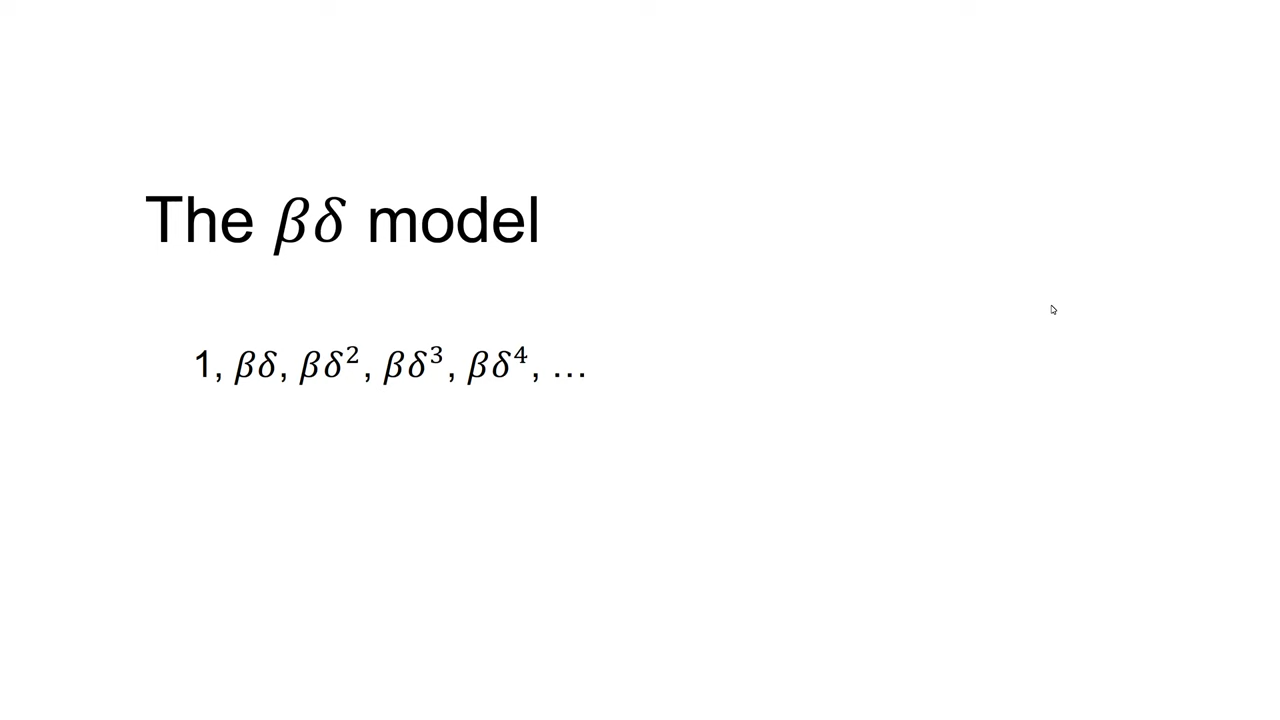 The 𝛽𝛿 model
1, 𝛽𝛿, 𝛽𝛿², 𝛽𝛿³, 𝛽𝛿⁴, …